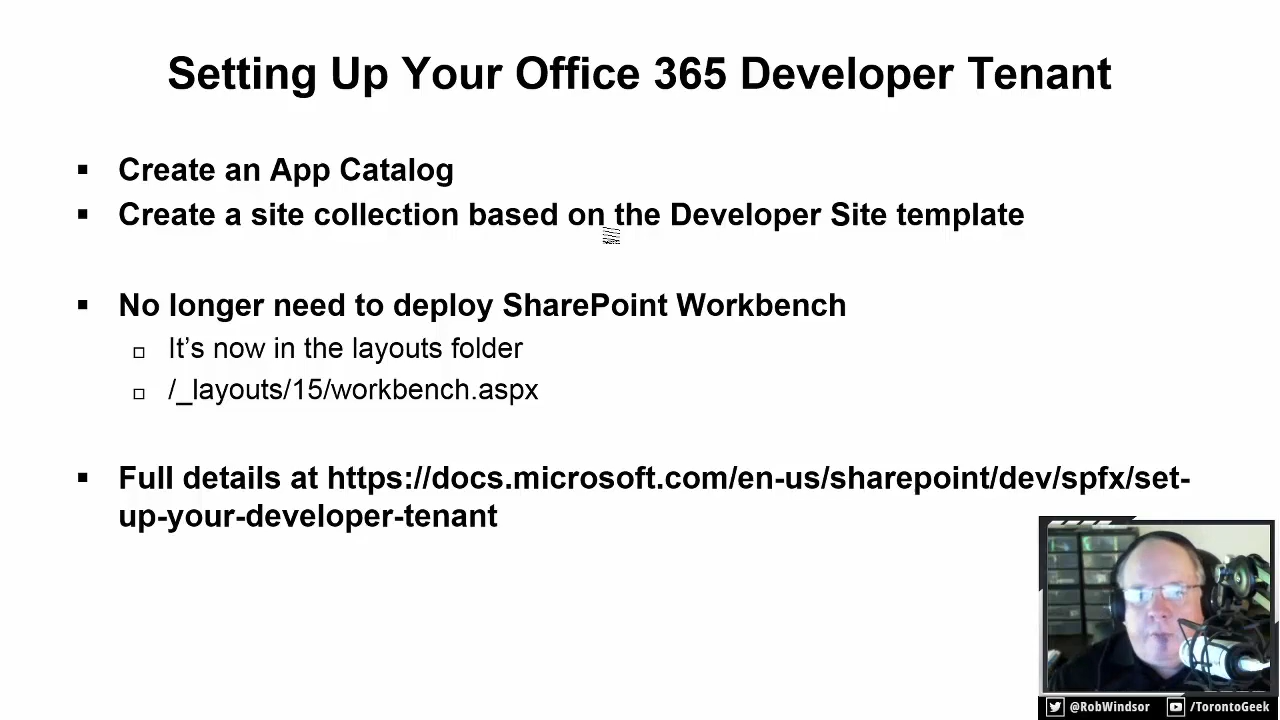 Setting Up Your Office 365 Developer Tenant
Create an App Catalog
Create a site collection based on the Developer Site template
No longer need to deploy SharePoint Workbench
It’s now in the layouts folder
/_layouts/15/workbench.aspx
Full details at https://docs.microsoft.com/en-us/sharepoint/dev/spfx/set-
up-your-developer-tenant
@RobWindsor /TorontoGeek